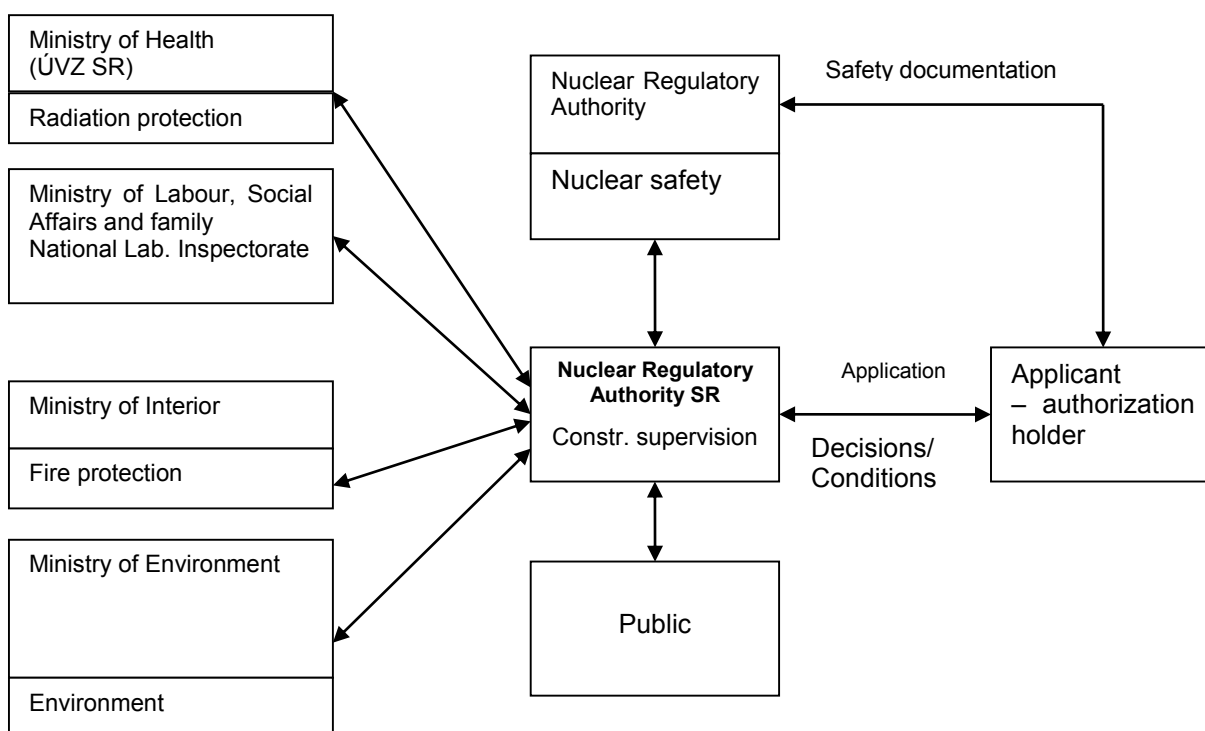 Ministry of Health
(ÚVZ SR)
Radiation protection
Ministry of Labour, Social
Affairs and family
National Lab. Inspectorate
Ministry of Interior
Fire protection
Ministry of Environment
Environment
Nuclear Regulatory
Authority
Nuclear safety
Nuclear Regulatory
Authority SR
Constr. supervision
Public
Safety documentation
Application
Decisions/
Conditions
Applicant
– authorization
holder